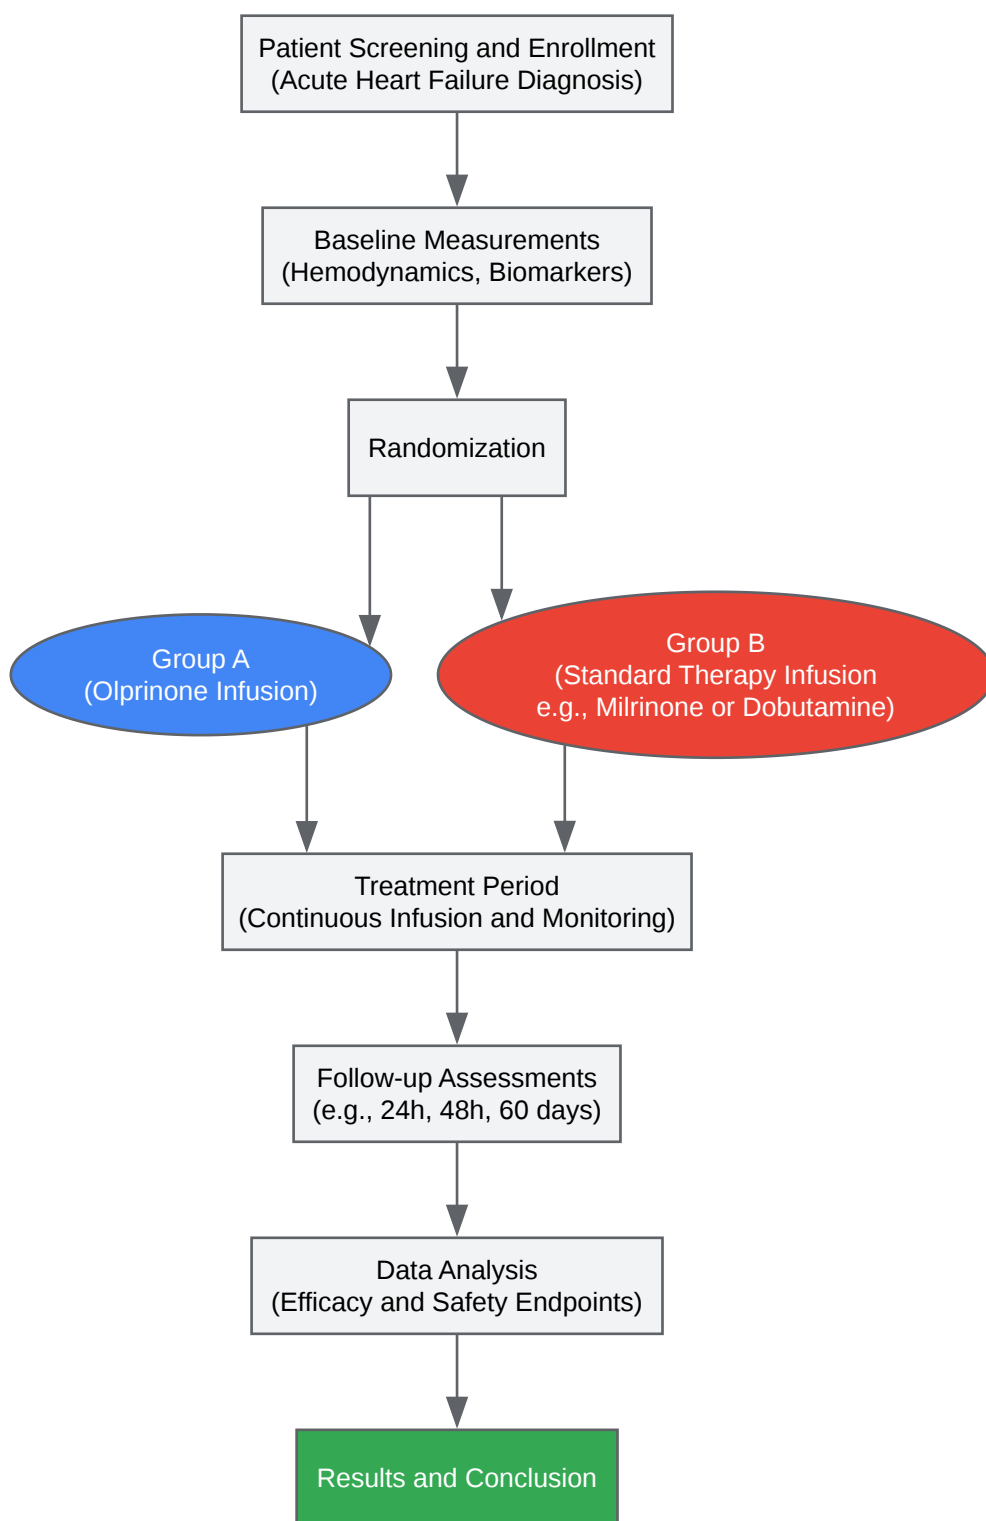 Patient Screening and Enrollment
(Acute Heart Failure Diagnosis)
Baseline Measurements
(Hemodynamics, Biomarkers)
Randomization
Group A
(Olprinone Infusion)
Group B
(Standard Therapy Infusion
e.g., Milrinone or Dobutamine)
Treatment Period
(Continuous Infusion and Monitoring)
Follow-up Assessments
(e.g., 24h, 48h, 60 days)
Data Analysis
(Efficacy and Safety Endpoints)
Results and Conclusion